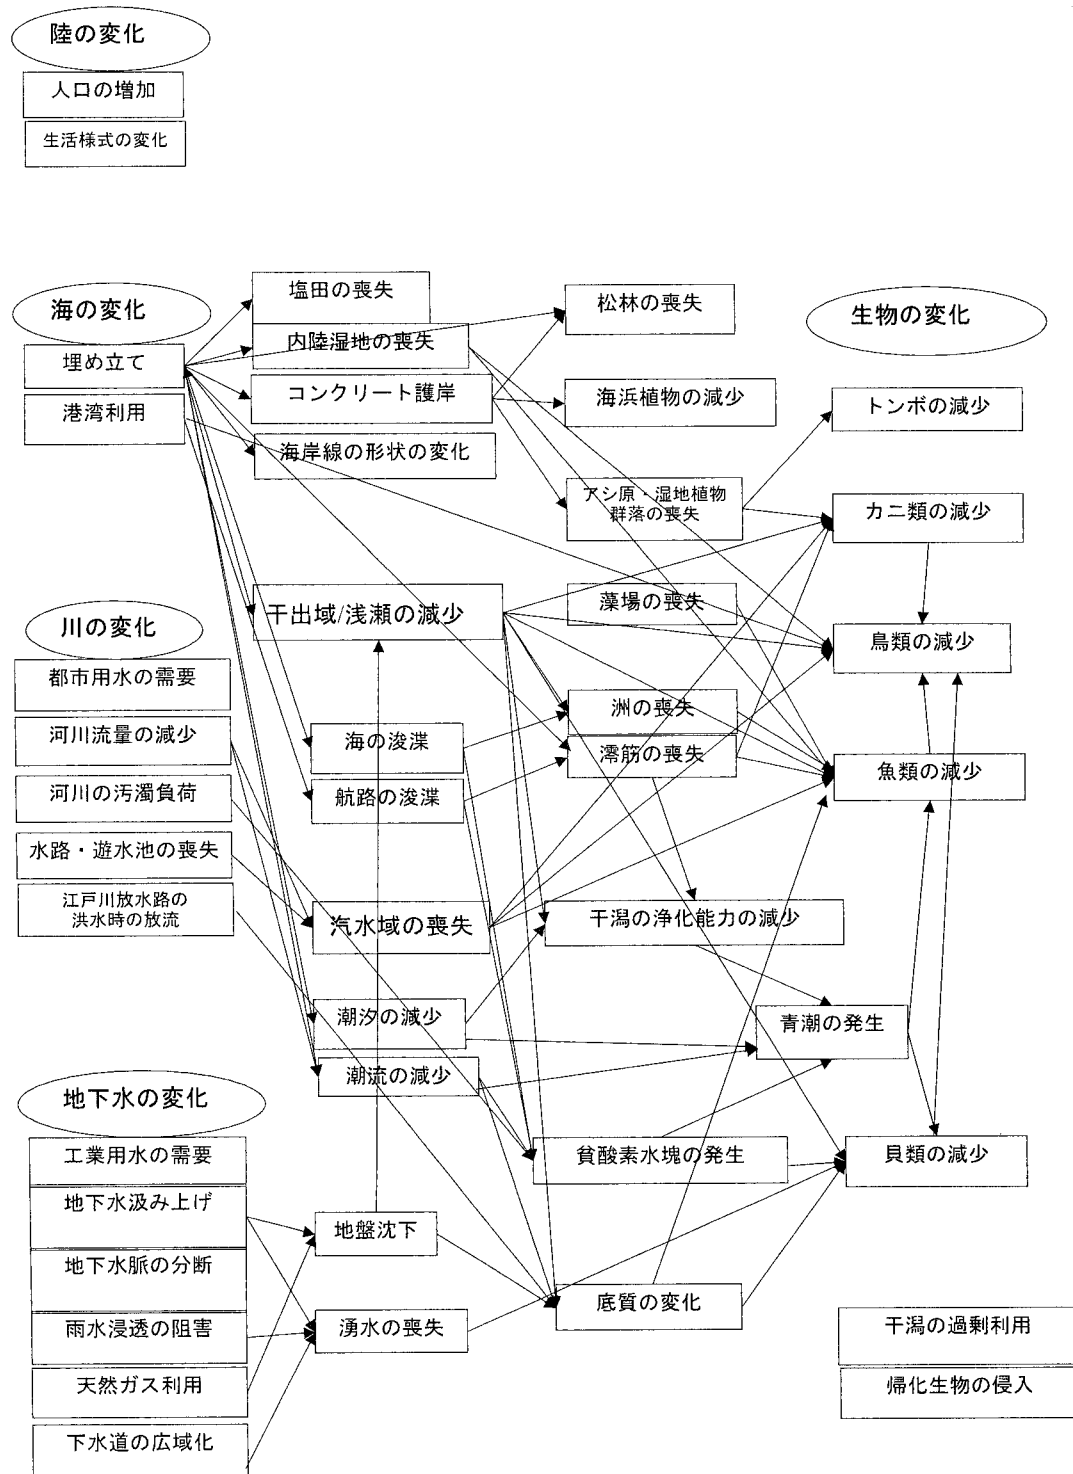 陸の変化
人口の増加
生活様式の変化
海の変化
埋め立て
港湾利用
塩田の喪失
内陸湿地の喪失
コンクリート護岸
海岸線の形状の変化
松林の喪失
海浜植物の減少
アシ原・湿地植物
群落の喪失
生物の変化
トンボの減少
カニ類の減少
鳥類の減少
魚類の減少
川の変化
都市用水の需要
河川流量の減少
河川の汚濁負荷
水路・遊水池の喪失
江戸川放水路の
洪水時の放流
干出域/浅瀬の減少
海の浚渫
航路の浚渫
汽水域の喪失
潮汐の減少
潮流の減少
藻場の喪失
洲の喪失
澪筋の喪失
干潟の浄化能力の減少
青潮の発生
貧酸素水塊の発生
貝類の減少
地下水の変化
工業用水の需要
地下水汲み上げ
地下水脈の分断
雨水浸透の阻害
天然ガス利用
下水道の広域化
地盤沈下
湧水の喪失
底質の変化
干潟の過剰利用
帰化生物の侵入